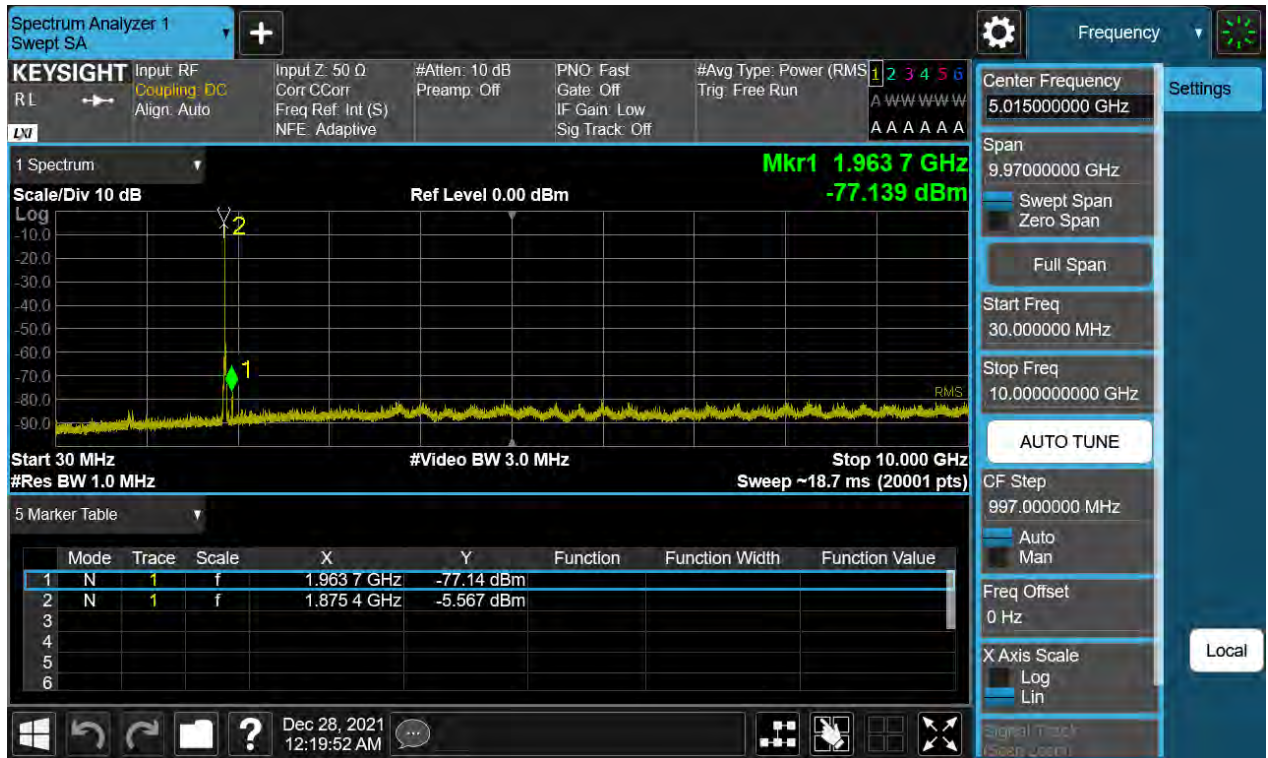 Spectrum Analyzer 1
Swept SA
+
Frequency
KEYSIGHT
RL
LXI
Input: RF
Coupling: DC
Align: Auto
Input Z: 50 Ω
Corr CCorr
Freq Ref: Int (S)
NFE: Adaptive
#Atten: 10 dB
Preamp: Off
PNO: Fast
Gate: Off
IF Gain: Low
Sig Track: Off
#Avg Type: Power (RMS
Trig: Free Run
1 2 3 4 5 6
A W W W W W
A A A A A A
1 Spectrum
Mkr1 1.963 7 GHz
-77.139 dBm
Scale/Div 10 dB
Ref Level 0.00 dBm
Log
-10.0
-20.0
-30.0
-40.0
-50.0
-60.0
-70.0
-80.0
-90.0
2
1
RMS
Start 30 MHz
#Video BW 3.0 MHz
Stop 10.000 GHz
#Res BW 1.0 MHz
Sweep ~18.7 ms (20001 pts)
5 Marker Table
Mode Trace Scale X Y Function Function Width Function Value
1 N 1 f 1.963 7 GHz -77.14 dBm
2 N 1 f 1.875 4 GHz -5.567 dBm
3
4
5
6
?
Dec 28, 2021
12:19:52 AM
Center Frequency
5.015000000 GHz
Span
9.97000000 GHz
Swept Span
Zero Span
Full Span
Start Freq
30.000000 MHz
Stop Freq
10.000000000 GHz
AUTO TUNE
CF Step
997.000000 MHz
Auto
Man
Freq Offset
0 Hz
X Axis Scale
Log
Lin
Signal Track
(Span Zoom)
Settings
Local